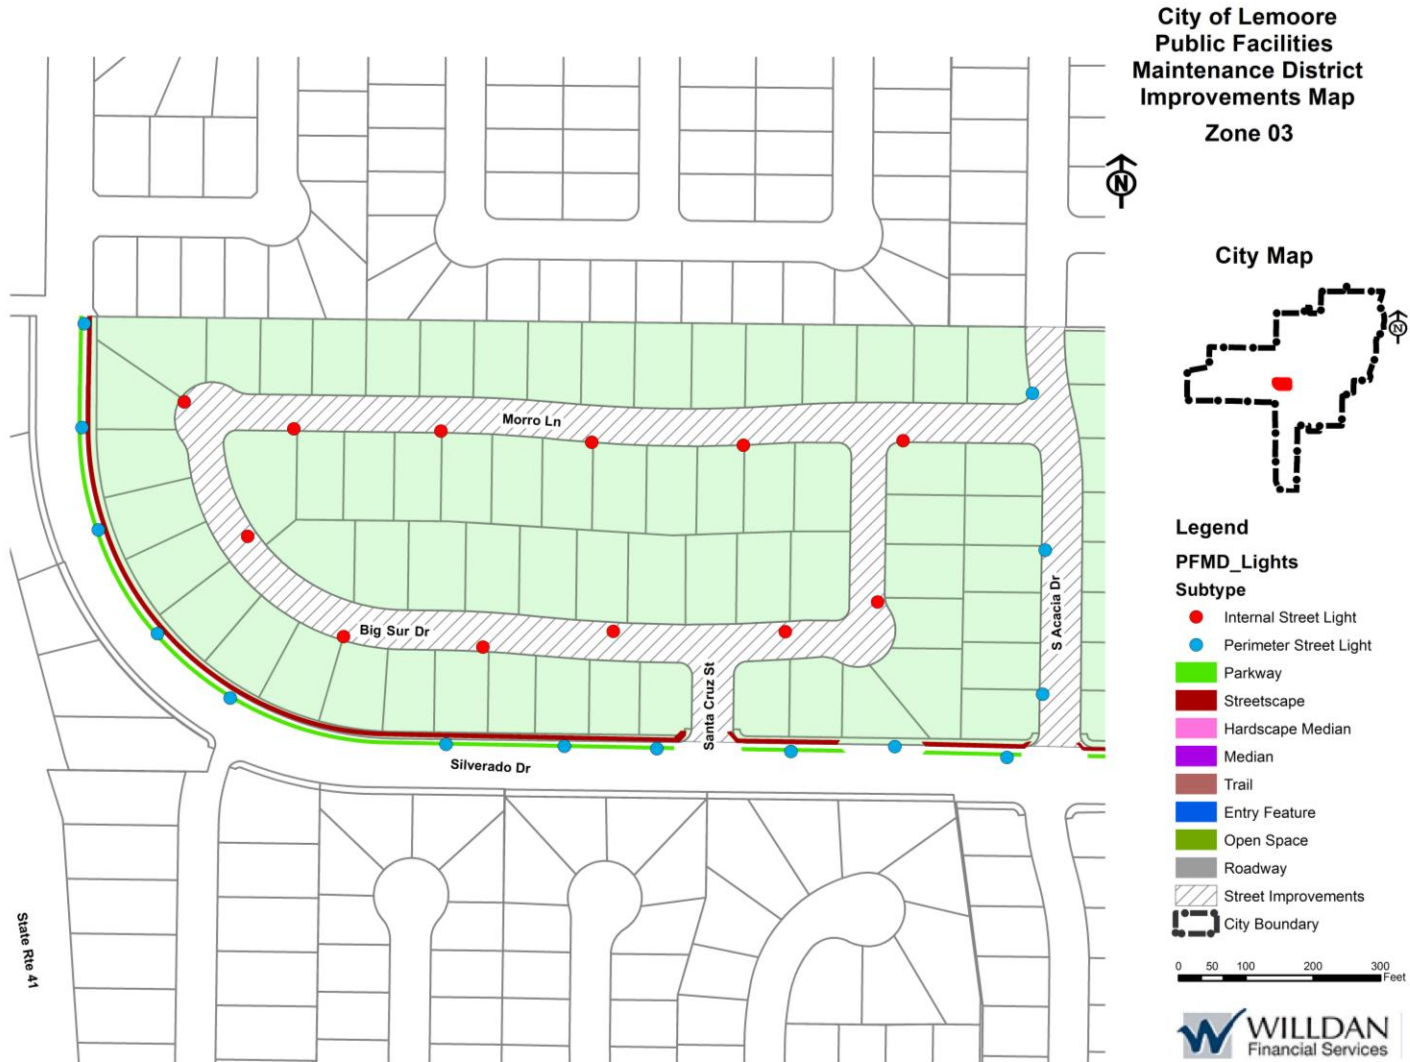 City of Lemoore
Public Facilities
Maintenance District
Improvements Map
Zone 03
N
City Map
N
Morro Ln
Big Sur Dr
Santa Cruz St
S Acacia Dr
Silverado Dr
State Rte 41
Legend
PFMD_Lights
Subtype
Internal Street Light
Perimeter Street Light
Parkway
Streetscape
Hardscape Median
Median
Trail
Entry Feature
Open Space
Roadway
Street Improvements
City Boundary
0 50 100 200 300
Feet
W WILLDAN
Financial Services